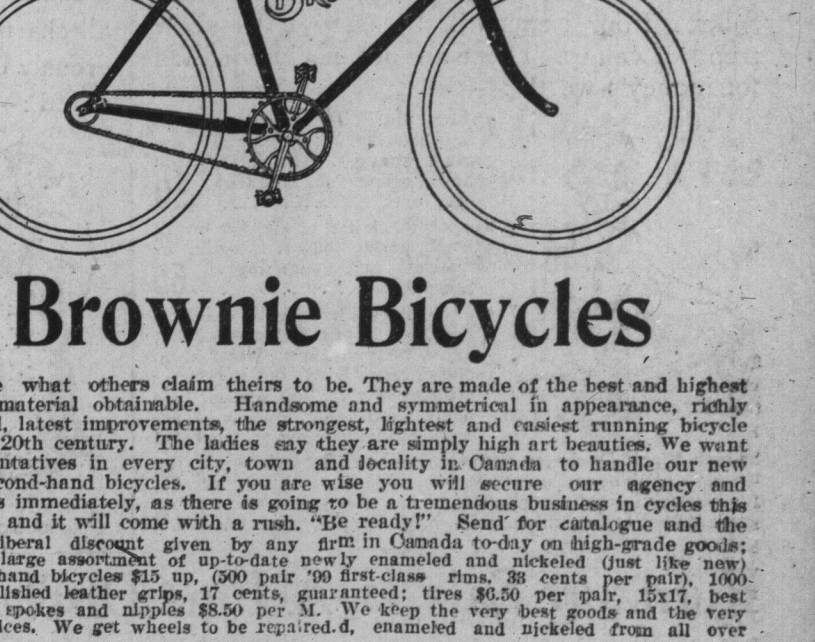 Brownie Bicycles
what others claim theirs to be. They are made of the best and highest
material obtainable. Handsome and symmetrical in appearance, richly
latest improvements, the strongest, lightest and easiest running bicycle
20th century. The ladies say they are simply high art beauties. We want
ntatives in every city, town and locality in Canada to handle our new
cond-hand bicycles. If you are wise you will secure our agency and
s immediately, as there is going to be a tremendous business in cycles this
and it will come with a rush. “Be ready!” Send for catalogue and the
iberal discount given by any firm in Canada to-day on high-grade goods;
large assortment of up-to-date newly enameled and nickeled (just like new)
hand bicycles $15 up, (500 pair '99 first-class rims, 33 cents per pair), 1000
lished leather grips, 17 cents, guaranteed; tires $6.50 per pair, 15x17, best
spokes and nipples $8.50 per M. We keep the very best goods and the very
ices. We get wheels to be repaired.d, enameled and nickeled from all over